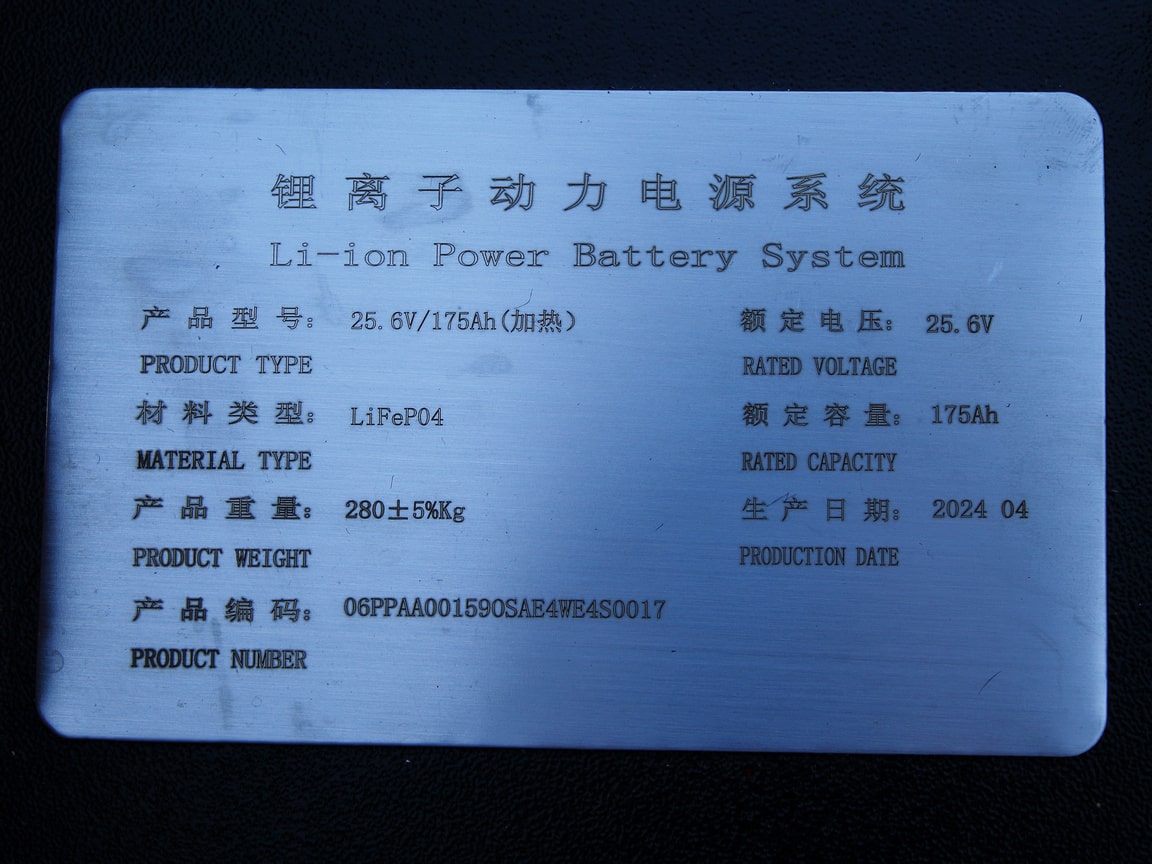 锂离子动力电源系统
Li-ion Power Battery System
产品型号: 25.6V/175Ah(加热) 额定电压: 25.6V
PRODUCT TYPE RATED VOLTAGE
材料类型: LiFePO4 额定容量: 175Ah
MATERIAL TYPE RATED CAPACITY
产品重量: 280±5%Kg 生产日期: 2024 04
PRODUCT WEIGHT PRODUCTION DATE
产品编码: 06PPAA001590SAE4WE4S0017
PRODUCT NUMBER